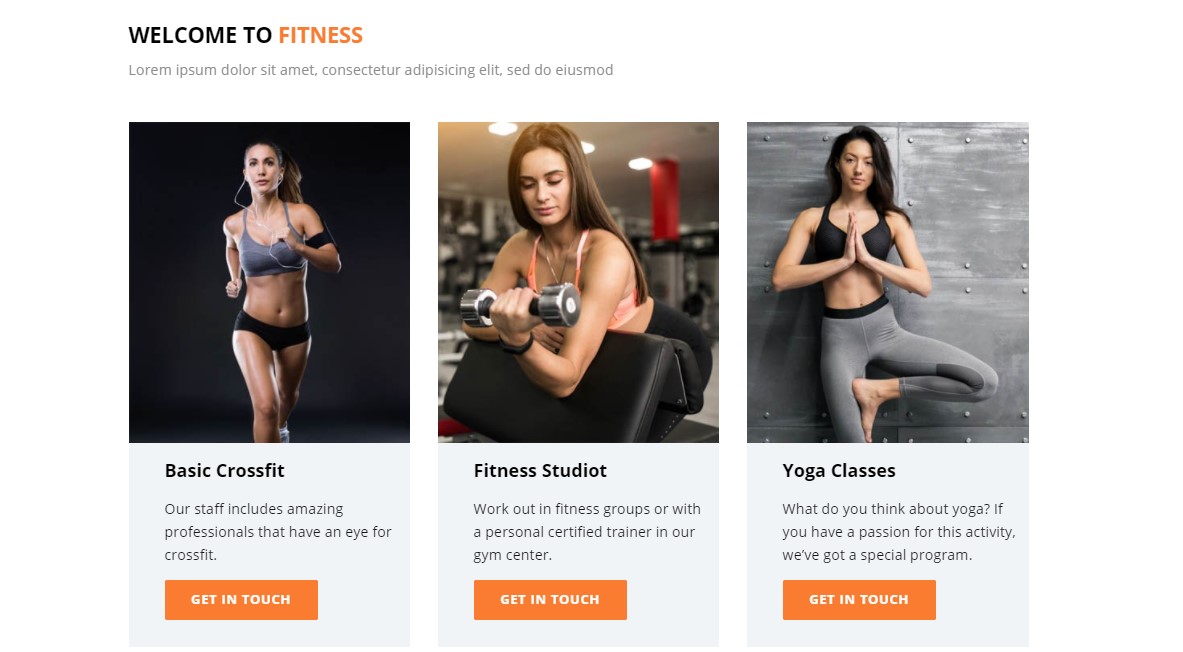 WELCOME TO FITNESS
Lorem ipsum dolor sit amet, consectetur adipisicing elit, sed do eiusmod
Basic Crossfit
Our staff includes amazing
professionals that have an eye for
crossfit.
GET IN TOUCH
Fitness Studiot
Work out in fitness groups or with
a personal certified trainer in our
gym center.
GET IN TOUCH
Yoga Classes
What do you think about yoga? If
you have a passion for this activity,
we’ve got a special program.
GET IN TOUCH